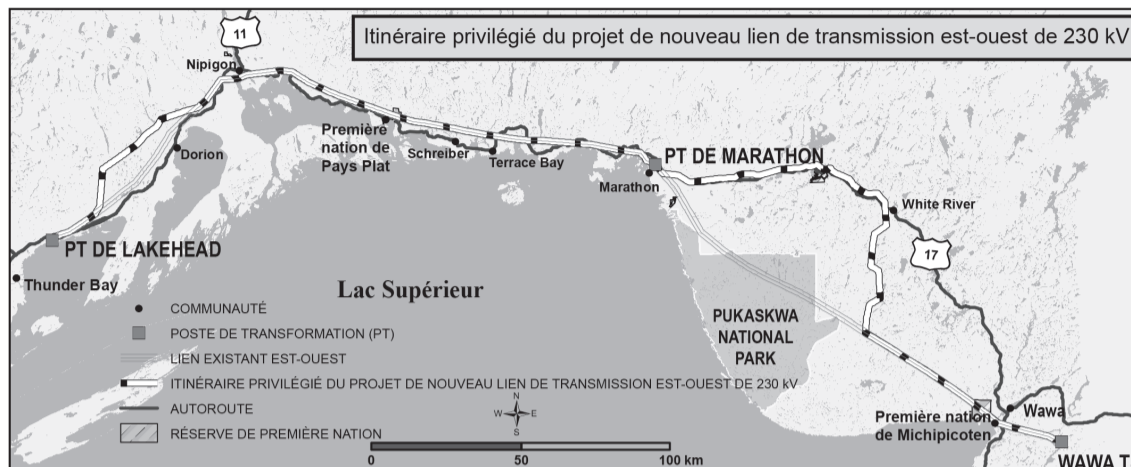 Itinéraire privilégié du projet de nouveau lien de transmission est-ouest de 230 kV
11
Nipigon
Dorion
Première
nation de
Pays Plat
Schreiber
Terrace Bay
PT DE MARATHON
Marathon
White River
17
PT DE LAKEHEAD
Thunder Bay
Lac Supérieur
PUKASKWA
NATIONAL
PARK
COMMUNAUTÉ
POSTE DE TRANSFORMATION (PT)
LIEN EXISTANT EST-OUEST
ITINÉRAIRE PRIVILÉGIÉ DU PROJET DE NOUVEAU LIEN DE TRANSMISSION EST-OUEST DE 230 kV
AUTOROUTE
RÉSERVE DE PREMIÈRE NATION
N
W E
S
0 50 100 km
Wawa
Première nation
de Michipicoten
WAWA T